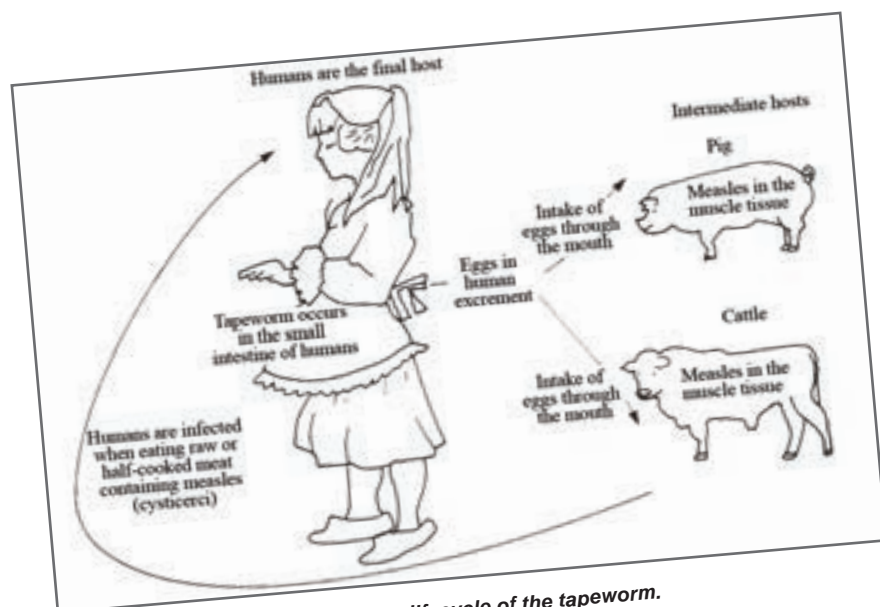 Humans are the final host
Intermediate hosts
Pig
Measles in the
muscle tissue
Intake of
eggs through
the mouth
Eggs in
human
excrement
Tapeworm occurs
in the small
intestine of humans
Cattle
Measles in the
muscle tissue
Intake of
eggs through
the mouth
Humans are infected
when eating raw or
half-cooked meat
containing measles
(cysticerci)
cycle of the tapeworm.